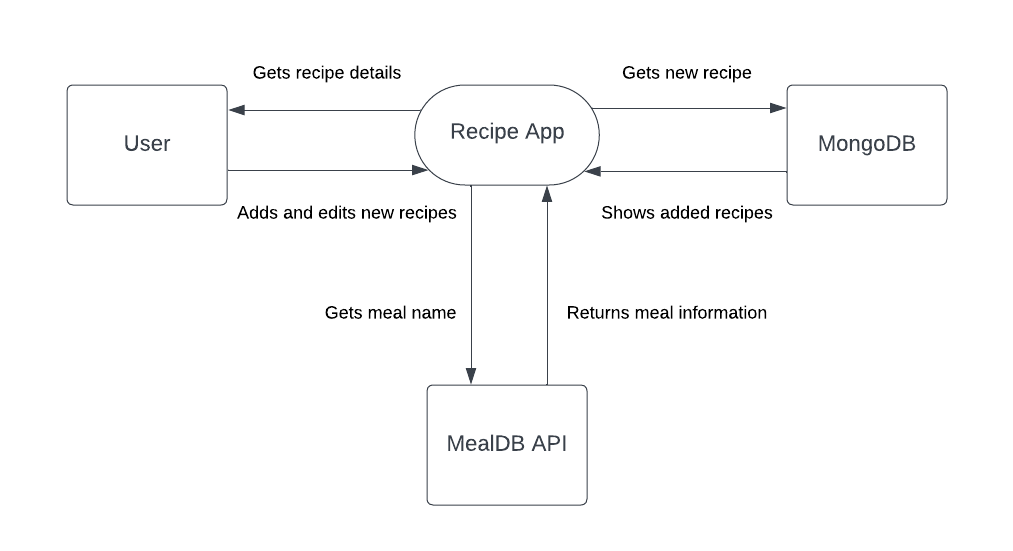 Gets recipe details
Gets new recipe
User
Recipe App
MongoDB
Adds and edits new recipes
Shows added recipes
Gets meal name
Returns meal information
MealDB API